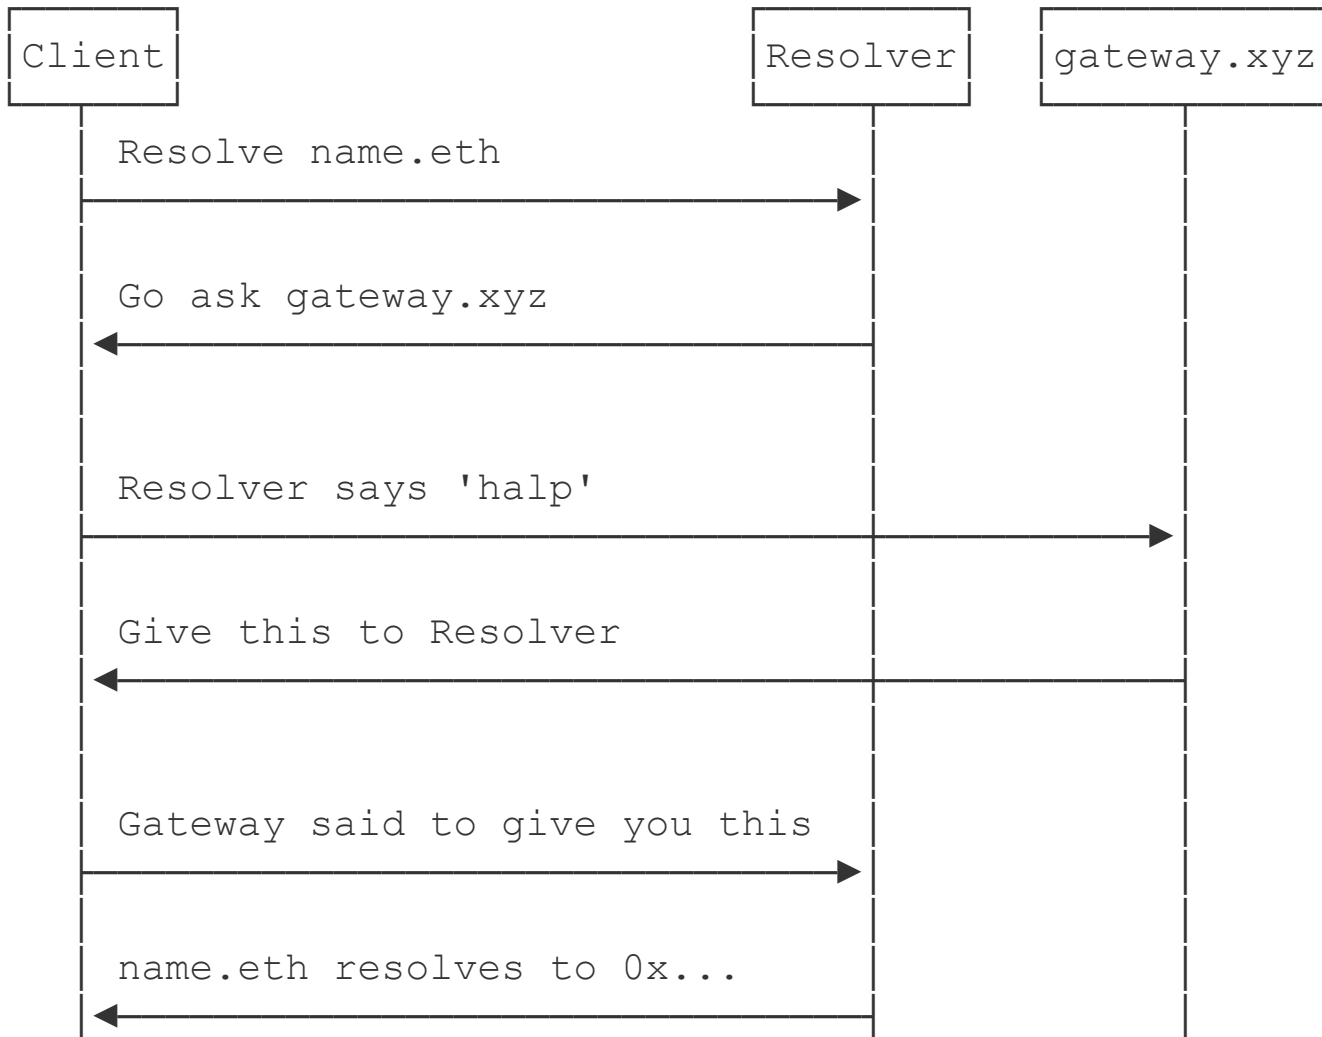 Client
Resolver
gateway.xyz
Resolve name.eth
Go ask gateway.xyz
Resolver says 'halp'
Give this to Resolver
Gateway said to give you this
name.eth resolves to 0x...